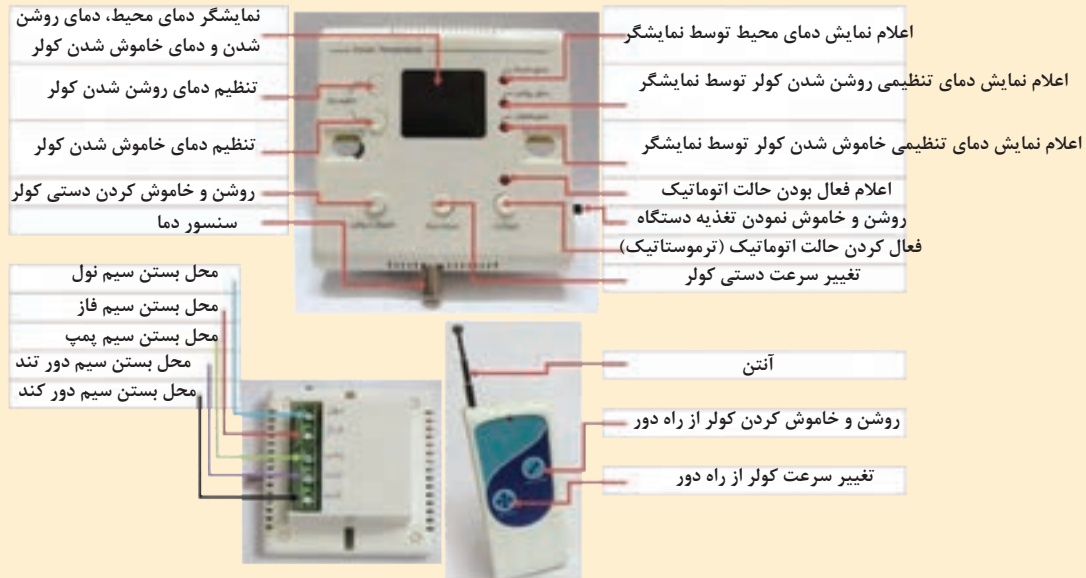 نمایشگر دمای محیط، دمای روشن
شدن و دمای خاموش شدن کولر
تنظیم دمای روشن شدن کولر
تنظیم دمای خاموش شدن کولر
روشن و خاموش کردن دستی کولر
سنسور دما
اعلام نمایش دمای محیط توسط نمایشگر
اعلام نمایش دمای تنظیمی روشن شدن کولر توسط نمایشگر
اعلام نمایش دمای تنظیمی خاموش شدن کولر توسط نمایشگر
اعلام فعال بودن حالت اتوماتیک
روشن و خاموش نمودن تغذیه دستگاه
فعال کردن حالت اتوماتیک (ترموستاتیک)
تغییر سرعت دستی کولر
محل بستن سیم نول
محل بستن سیم فاز
محل بستن سیم پمپ
محل بستن سیم دور تند
محل بستن سیم دور کند
آنتن
روشن و خاموش کردن کولر از راه دور
تغییر سرعت کولر از راه دور